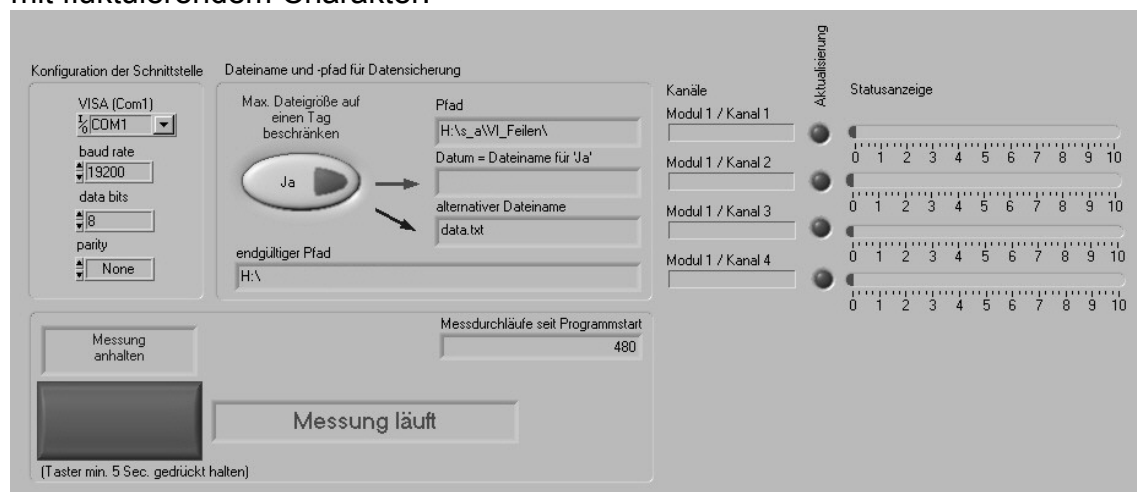 mit fluktuierendem Charakter.
Konfiguration der Schnittstelle
VISA (Com1)
COM1
baud rate
19200
data bits
8
parity
None
Dateiname und -pfad für Datensicherung
Max. Dateigröße auf
einen Tag
beschränken
Ja
Pfad
H:\s_a\VI_Feilen\
Datum = Dateiname für 'Ja'
alternativer Dateiname
data.txt
endgültiger Pfad
H:\
Kanäle
Modul 1 / Kanal 1
Modul 1 / Kanal 2
Modul 1 / Kanal 3
Modul 1 / Kanal 4
Aktualisierung
Statusanzeige
0 1 2 3 4 5 6 7 8 9 10
0 1 2 3 4 5 6 7 8 9 10
0 1 2 3 4 5 6 7 8 9 10
0 1 2 3 4 5 6 7 8 9 10
Messung
anhalten
Messdurchläufe seit Programmstart
480
Messung läuft
(Taster min. 5 Sec. gedrückt halten)